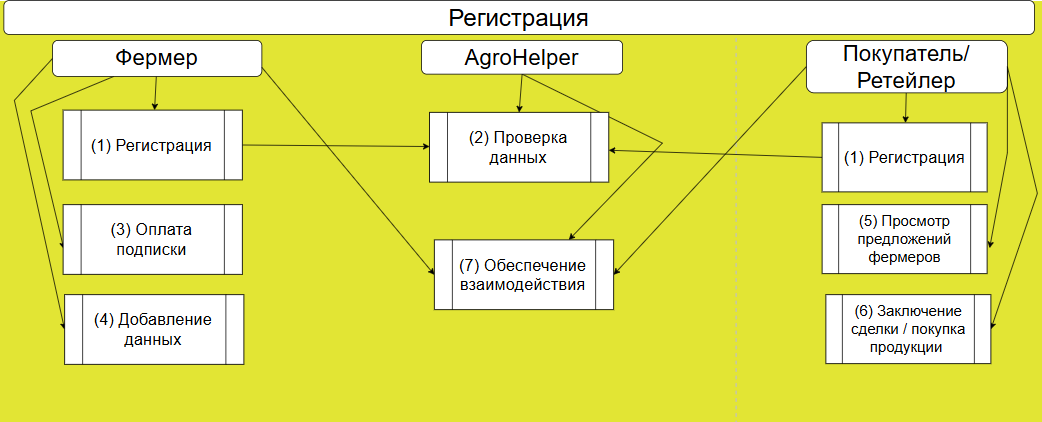 Регистрация
Фермер
AgroHelper
Покупатель/
Ретейлер
(1) Регистрация
(2) Проверка
данных
(1) Регистрация
(3) Оплата
подписки
(5) Просмотр
предложений
фермеров
(7) Обеспечение
взаимодействия
(4) Добавление
данных
(6) Заключение
сделки / покупка
продукции